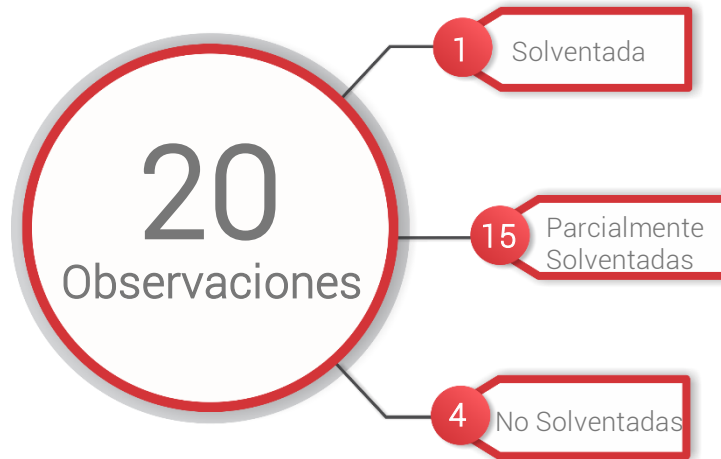 20
Observaciones
1
Solventada
15
Parcialmente
Solventadas
4
No Solventadas